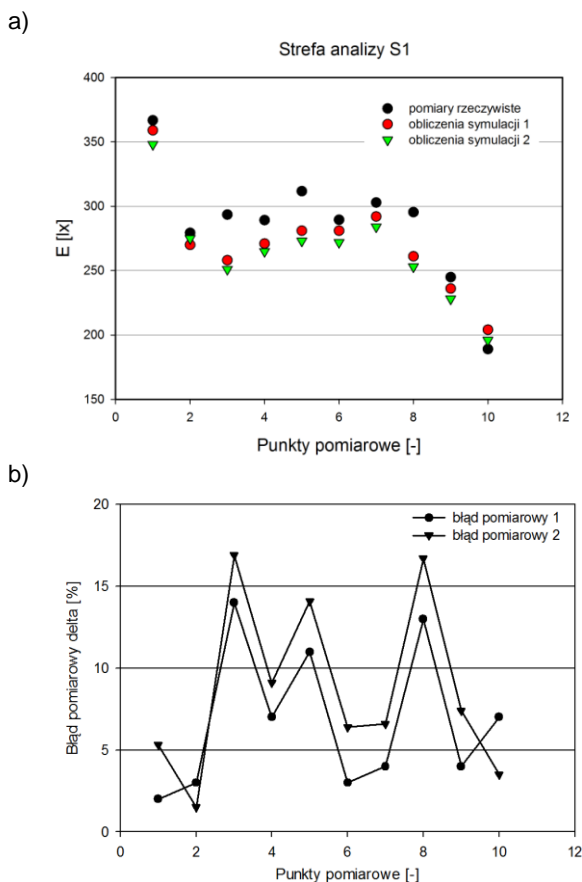 a)
Strefa analizy S1
400
350
300
250
200
150
E [lx]
pomiary rzeczywiste
obliczenia symulacji 1
obliczenia symulacji 2
0 2 4 6 8 10 12
Punkty pomiarowe [-]
b)
20
15
10
5
0
Błąd pomiarowy delta [%]
błąd pomiarowy 1
błąd pomiarowy 2
0 2 4 6 8 10 12
Punkty pomiarowe [-]